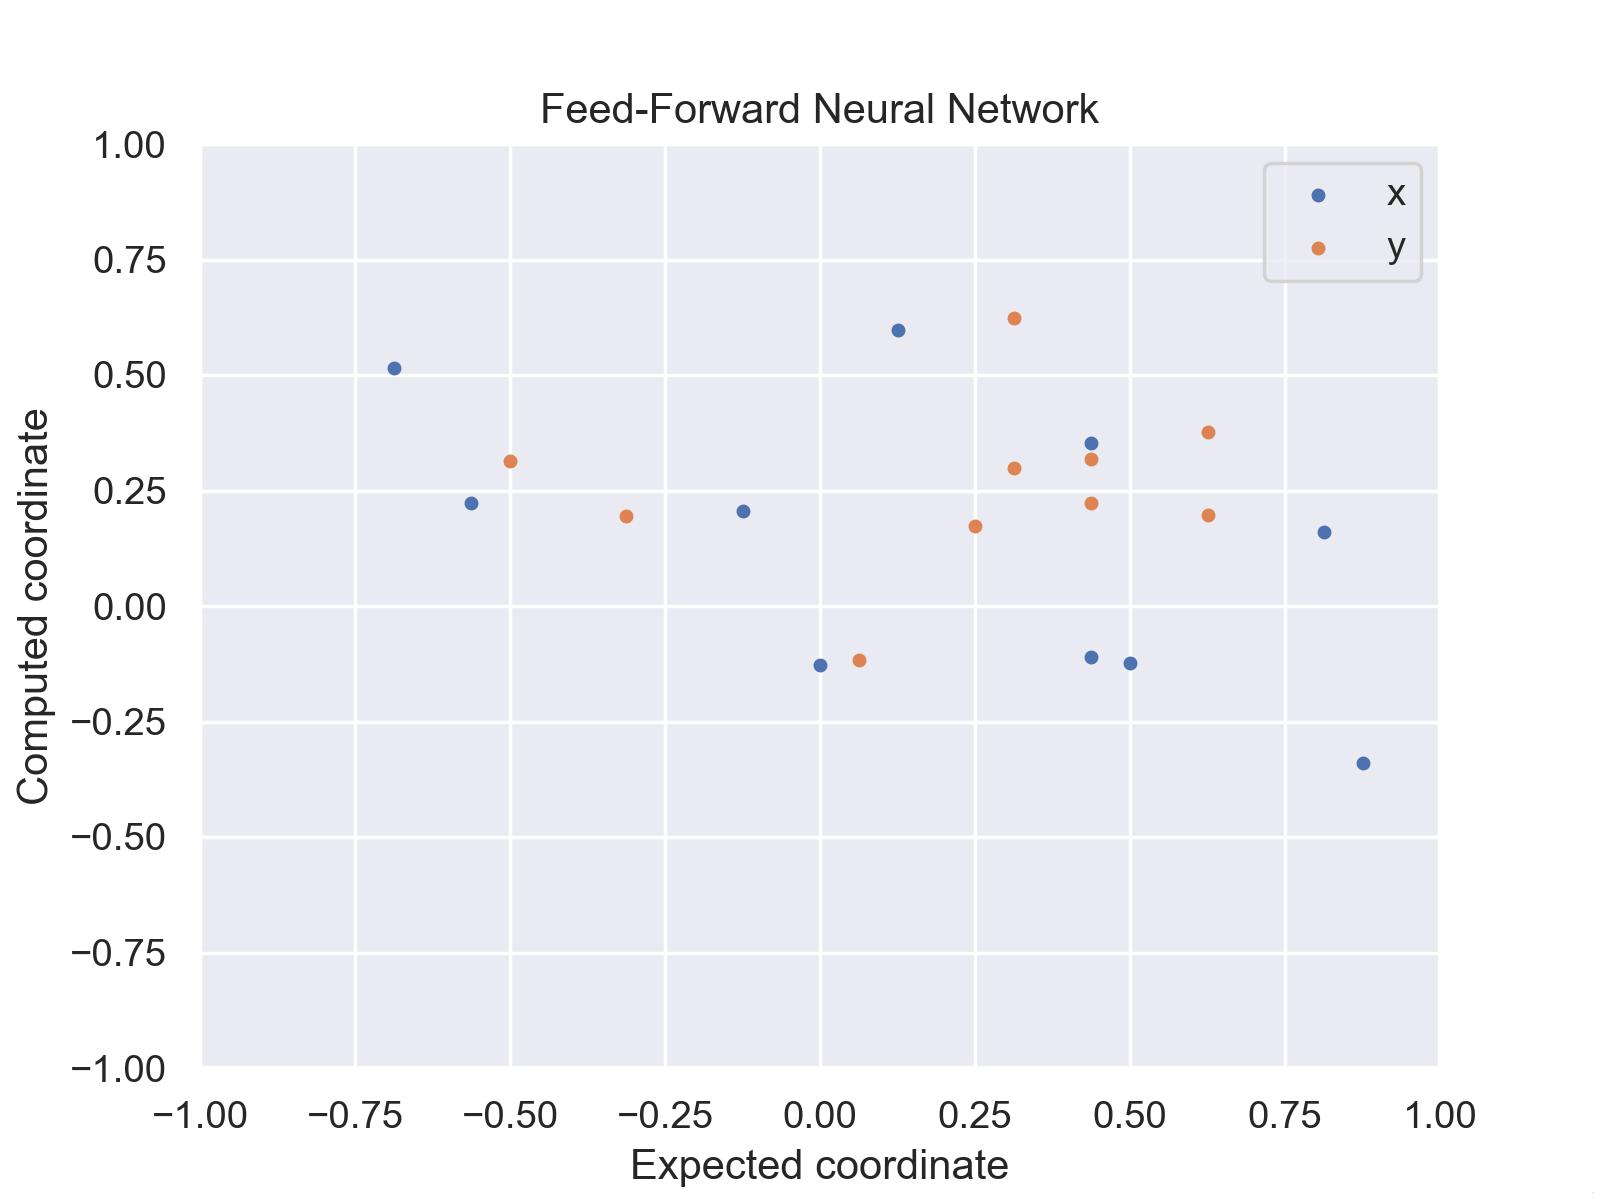 Feed-Forward Neural Network
1.00
0.75
0.50
0.25
0.00
−0.25
−0.50
−0.75
−1.00
Computed coordinate
x
y
−1.00 −0.75 −0.50 −0.25 0.00 0.25 0.50 0.75 1.00
Expected coordinate